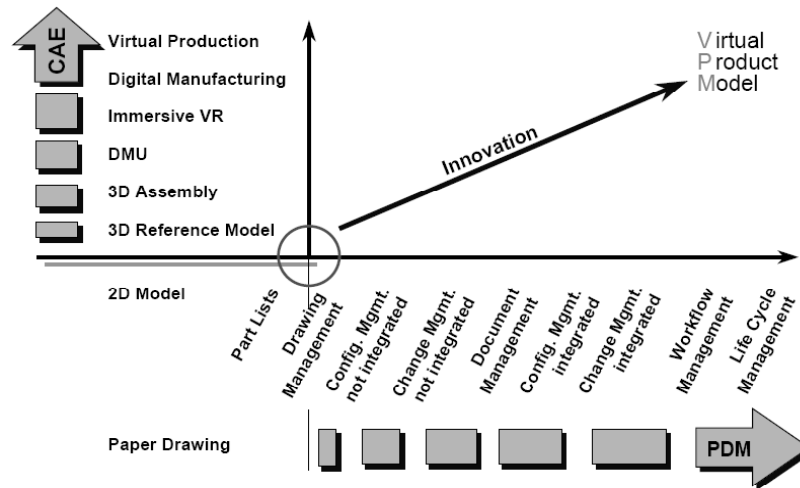 CAE
Virtual Production
Digital Manufacturing
Immersive VR
DMU
3D Assembly
3D Reference Model
Innovation
Virtual
Product
Model
2D Model
Part Lists
Drawing
Management
Config. Mgmt.
not integrated
Change Mgmt.
not integrated
Document
Management
Config. Mgmt.
integrated
Change Mgmt.
integrated
Workflow
Management
Life Cycle
Management
Paper Drawing
PDM